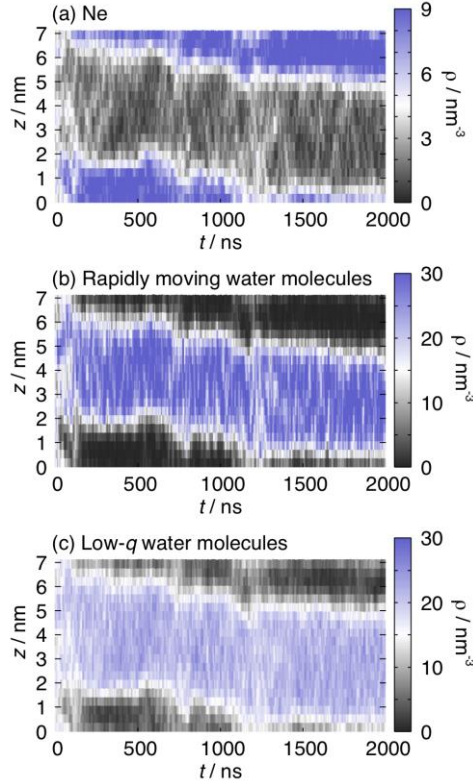 (a) Ne
z / nm
7
6
5
4
3
2
1
0
0 500 1000 1500 2000
t / ns
9
6
3
0
ρ / nm⁻³
(b) Rapidly moving water molecules
z / nm
7
6
5
4
3
2
1
0
0 500 1000 1500 2000
t / ns
30
20
10
0
ρ / nm⁻³
(c) Low-q water molecules
z / nm
7
6
5
4
3
2
1
0
0 500 1000 1500 2000
t / ns
30
20
10
0
ρ / nm⁻³